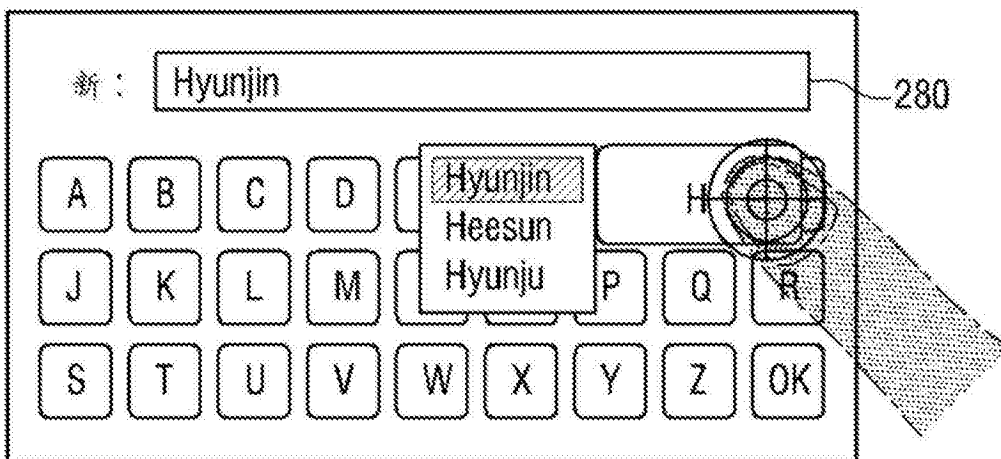 新 : Hyunjin
280
A B C D H
Hyunjin
Heesun
Hyunju
J K L M P Q R
S T U V W X Y Z OK